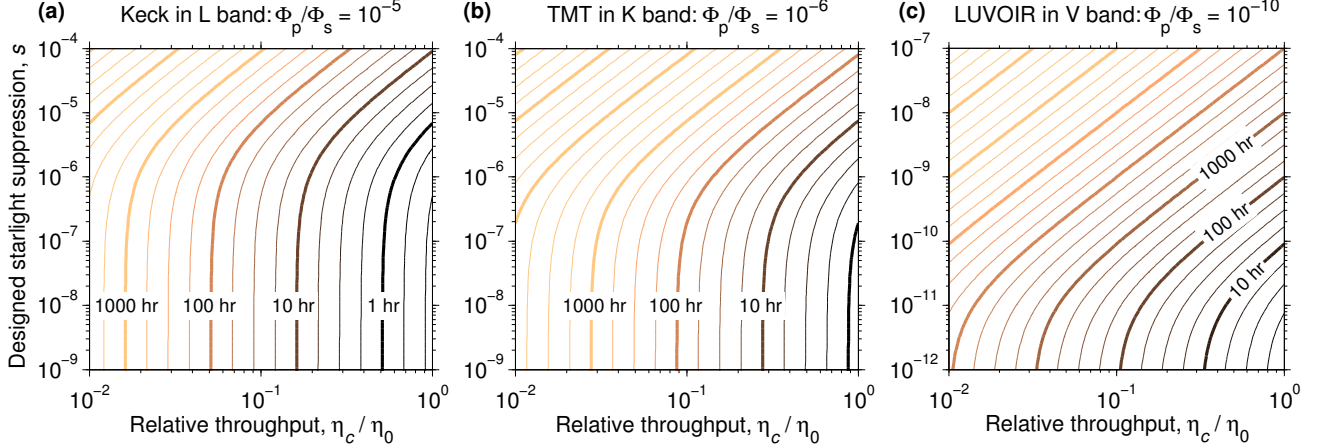 (a) Keck in L band: Φp/Φs = 10−5
(b) TMT in K band: Φp/Φs = 10−6
(c) LUVOIR in V band: Φp/Φs = 10−10
Designed starlight suppression, s
10−4
10−5
10−6
10−7
10−8
10−9
1000 hr
100 hr
10 hr
1 hr
10−2
10−1
100
Relative throughput, ηc / η0
10−4
10−5
10−6
10−7
10−8
10−9
1000 hr
100 hr
10 hr
10−2
10−1
100
Relative throughput, ηc / η0
10−7
10−8
10−9
10−10
10−11
10−12
1000 hr
100 hr
10 hr
10−2
10−1
100
Relative throughput, ηc / η0